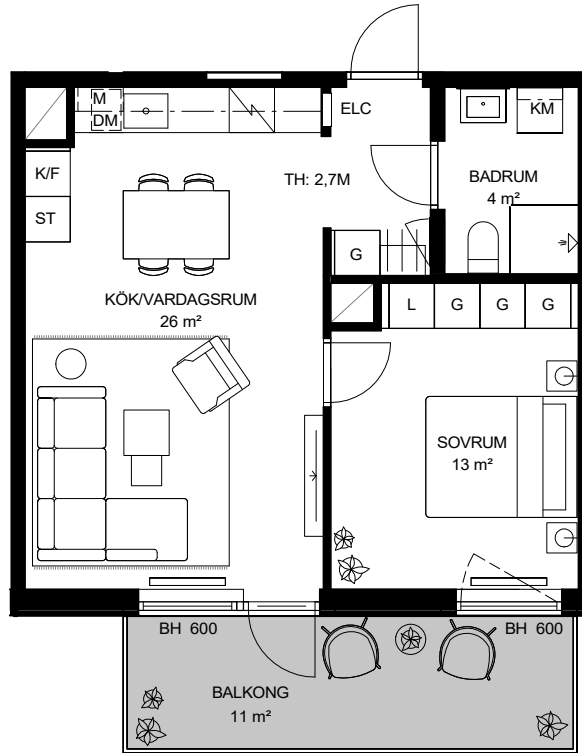 M
DM
ELC
KM
K/F
TH: 2,7M
BADRUM
4 m²
ST
G
KÖK/VARDAGSRUM
26 m²
L
G
G
G
SOVRUM
13 m²
BH 600
BH 600
BALKONG
11 m²